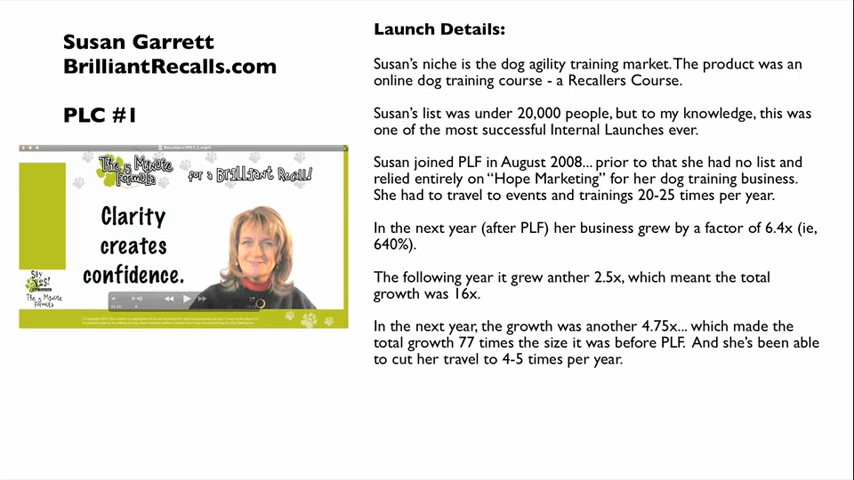 Susan Garrett
BrilliantRecalls.com
PLC #1
Recallers4PLC1.mp4
The 5 Minute
Formula
for a Brilliant Recall!
Clarity
creates
confidence.
Say
Yes!
The 5 Minute
Formula
Launch Details:
Susan's niche is the dog agility training market. The product was an
online dog training course - a Recallers Course.
Susan's list was under 20,000 people, but to my knowledge, this was
one of the most successful Internal Launches ever.
Susan joined PLF in August 2008... prior to that she had no list and
relied entirely on “Hope Marketing” for her dog training business.
She had to travel to events and trainings 20-25 times per year.
In the next year (after PLF) her business grew by a factor of 6.4x (ie,
640%).
The following year it grew anther 2.5x, which meant the total
growth was 16x.
In the next year, the growth was another 4.75x... which made the
total growth 77 times the size it was before PLF. And she's been able
to cut her travel to 4-5 times per year.